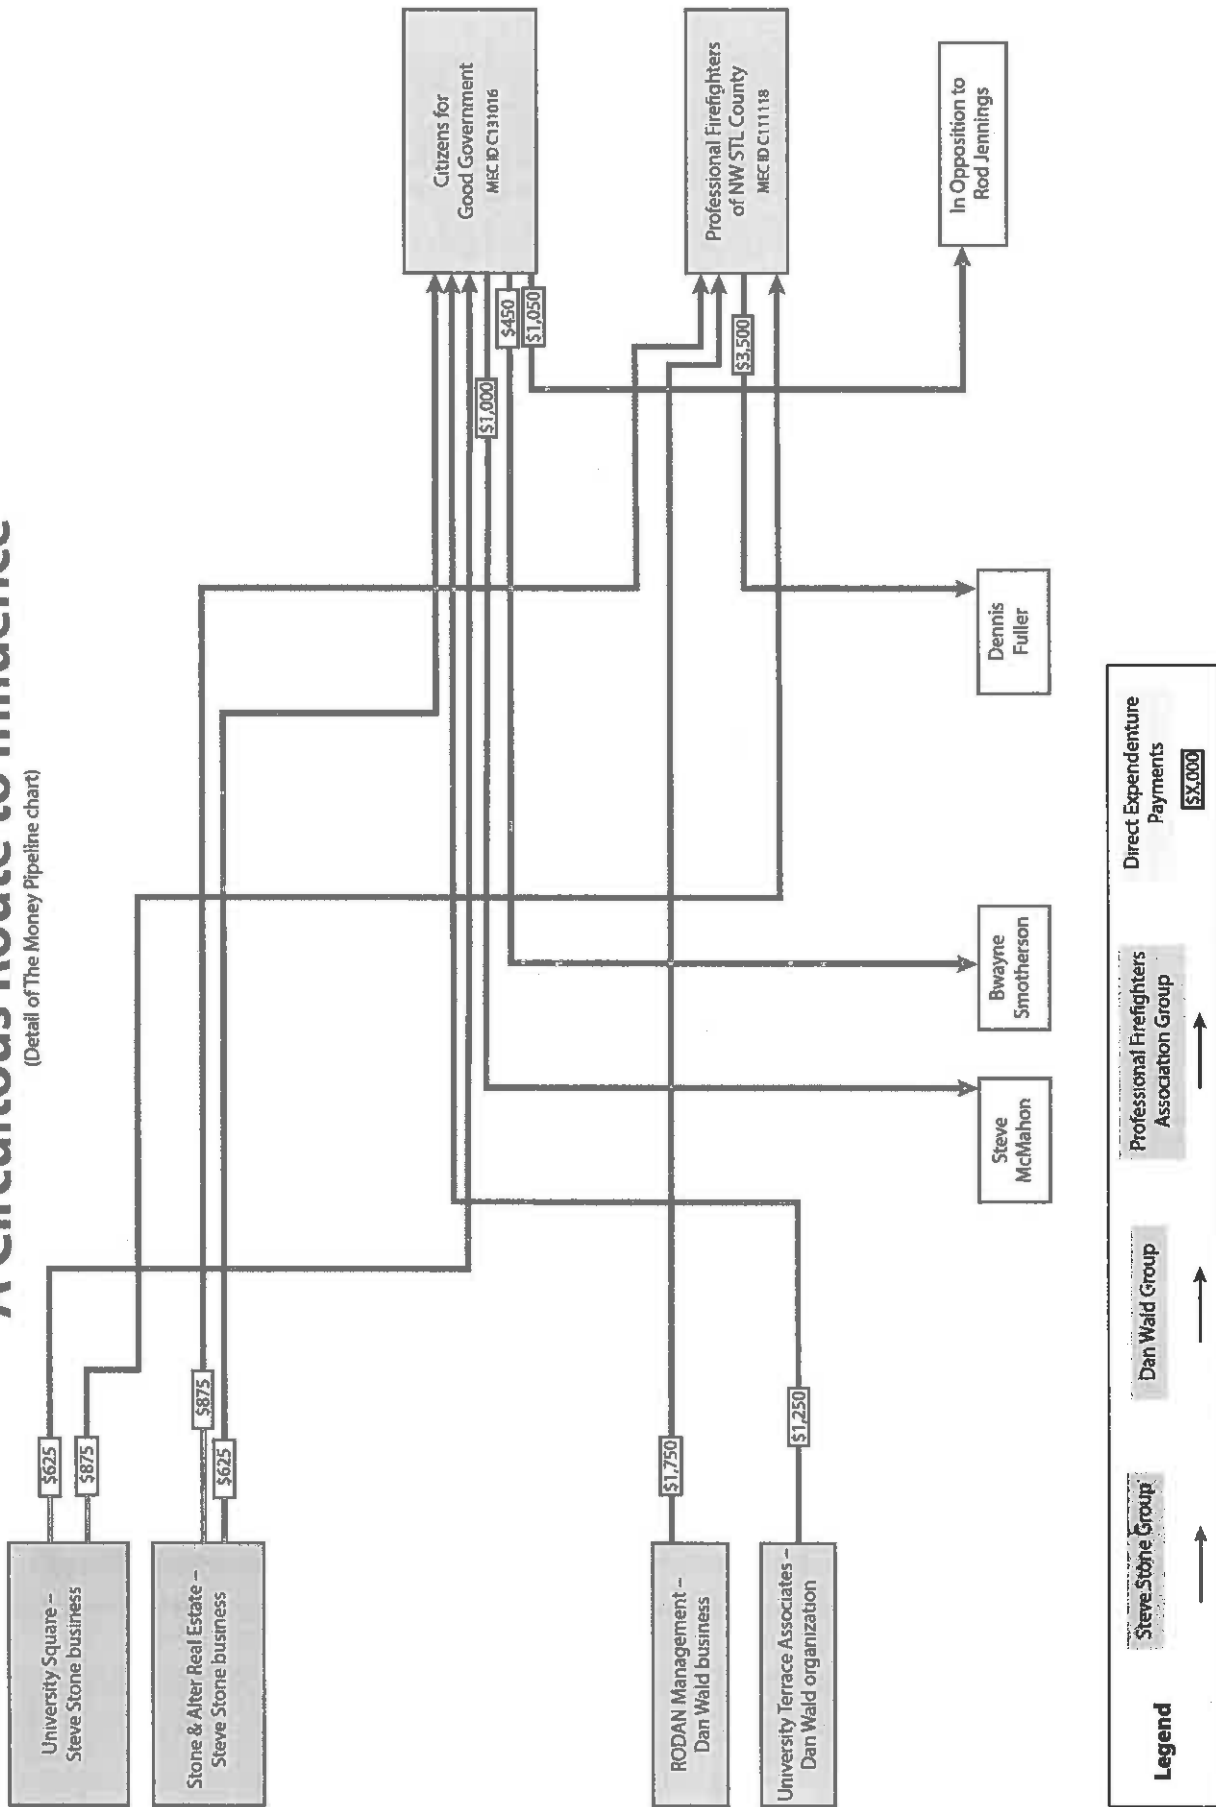 A Circuitous Route to Influence
(Detail of The Money Pipeline chart)
University Square –
Steve Stone business
$625
$875
Stone & Alter Real Estate –
Steve Stone business
$875
$625
RODAN Management –
Dan Wald business
$1,750
University Terrace Associates –
Dan Wald organization
$1,250
Citizens for
Good Government
MEC ID C131016
$1,000
$450
$1,050
Professional Firefighters
of NW STL County
MEC ID C111118
$3,500
In Opposition to
Rod Jennings
Steve
McMahon
Bwayne
Smotherson
Dennis
Fuller
Legend
Steve Stone Group
Dan Wald Group
Professional Firefighters
Association Group
Direct Expendenture
Payments
$X,000